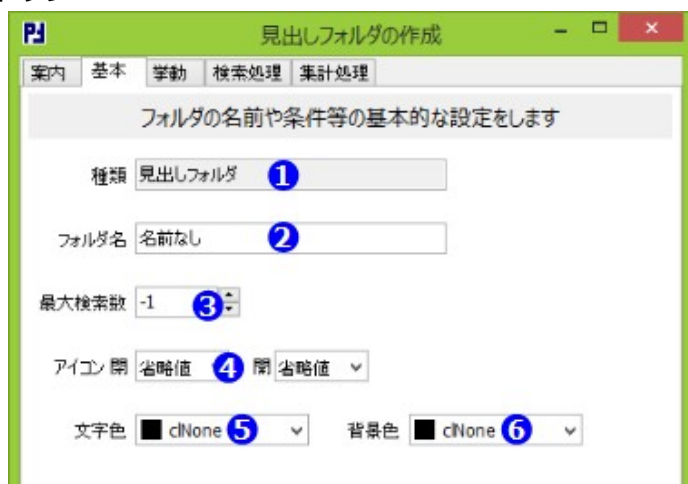 見出しフォルダの作成
案内 基本 挙動 検索処理 集計処理
フォルダの名前や条件等の基本的な設定をします
種類 見出しフォルダ 1
フォルダ名 名前なし 2
最大検索数 -1 3
アイコン 閉 省略値 4 開 省略値
文字色 clNone 5 背景色 clNone 6